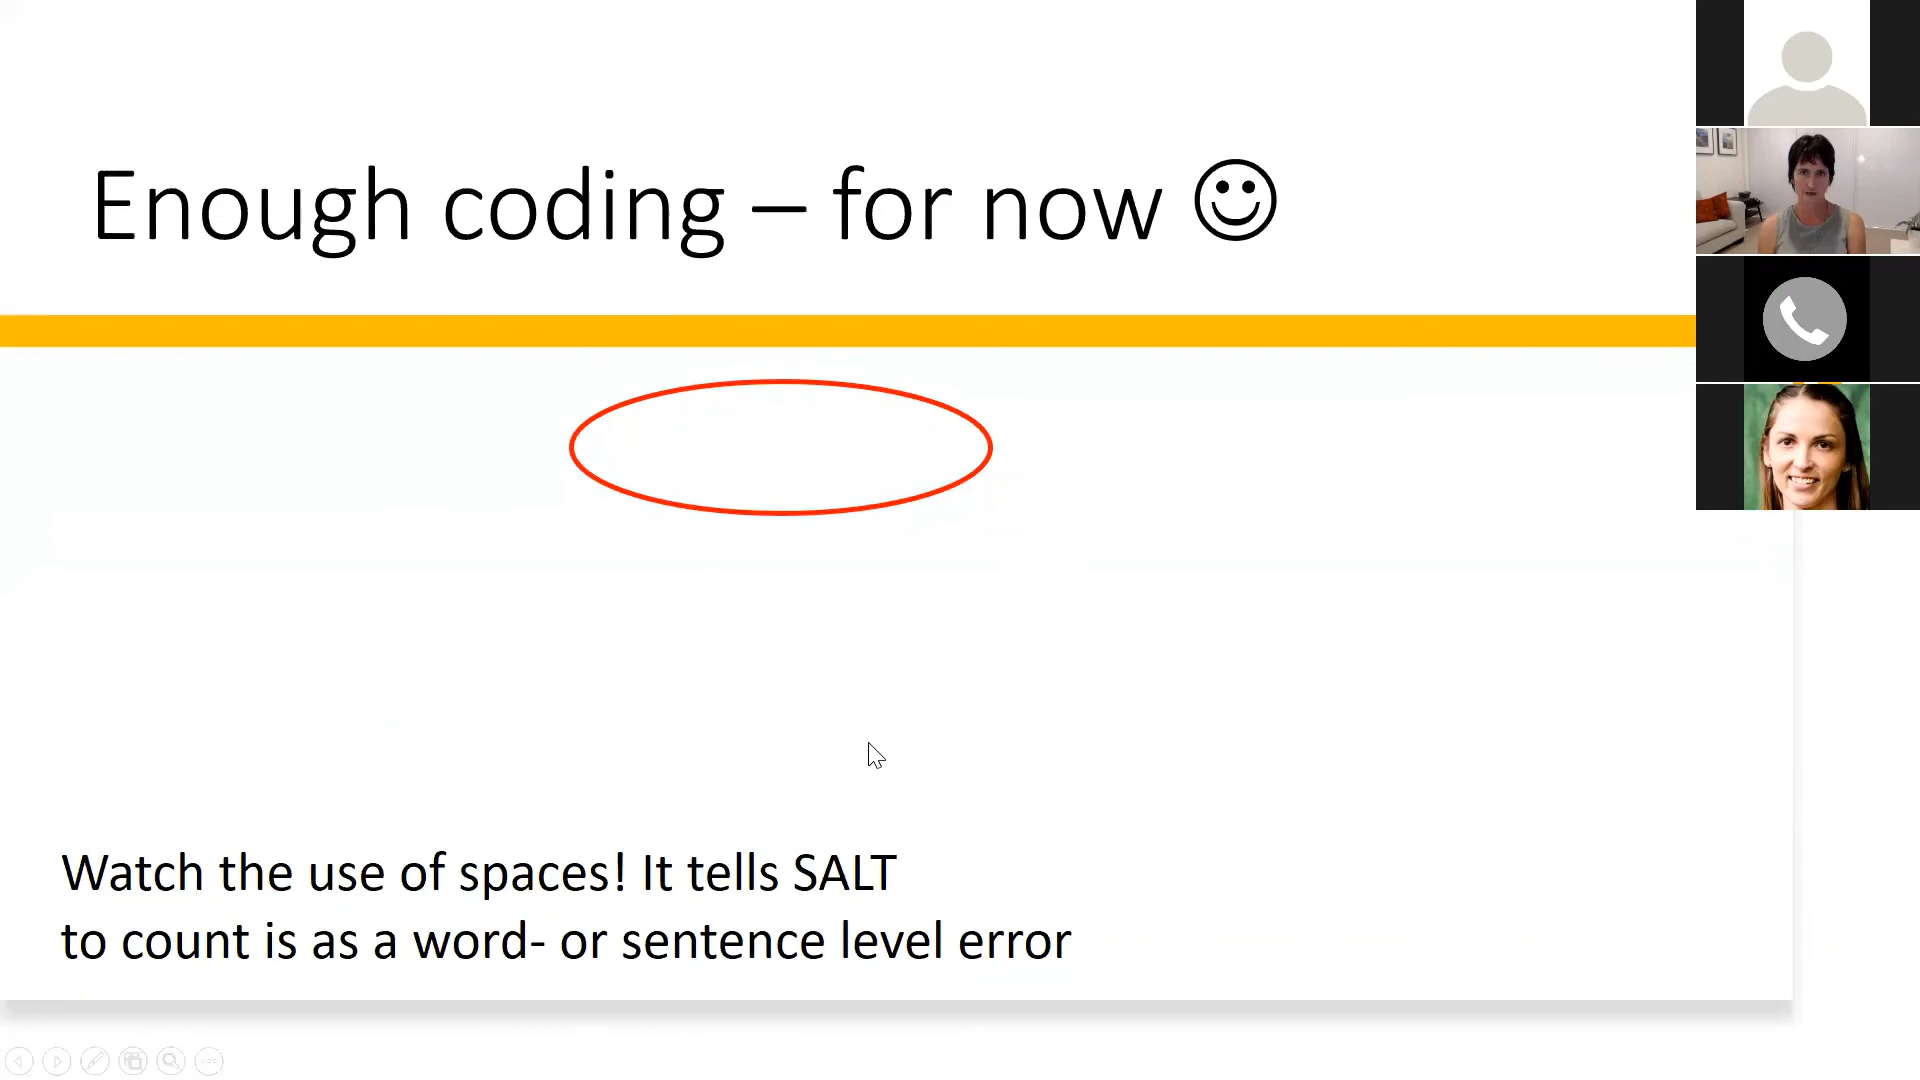 Enough coding – for now ☺
Watch the use of spaces! It tells SALT
to count is as a word- or sentence level error